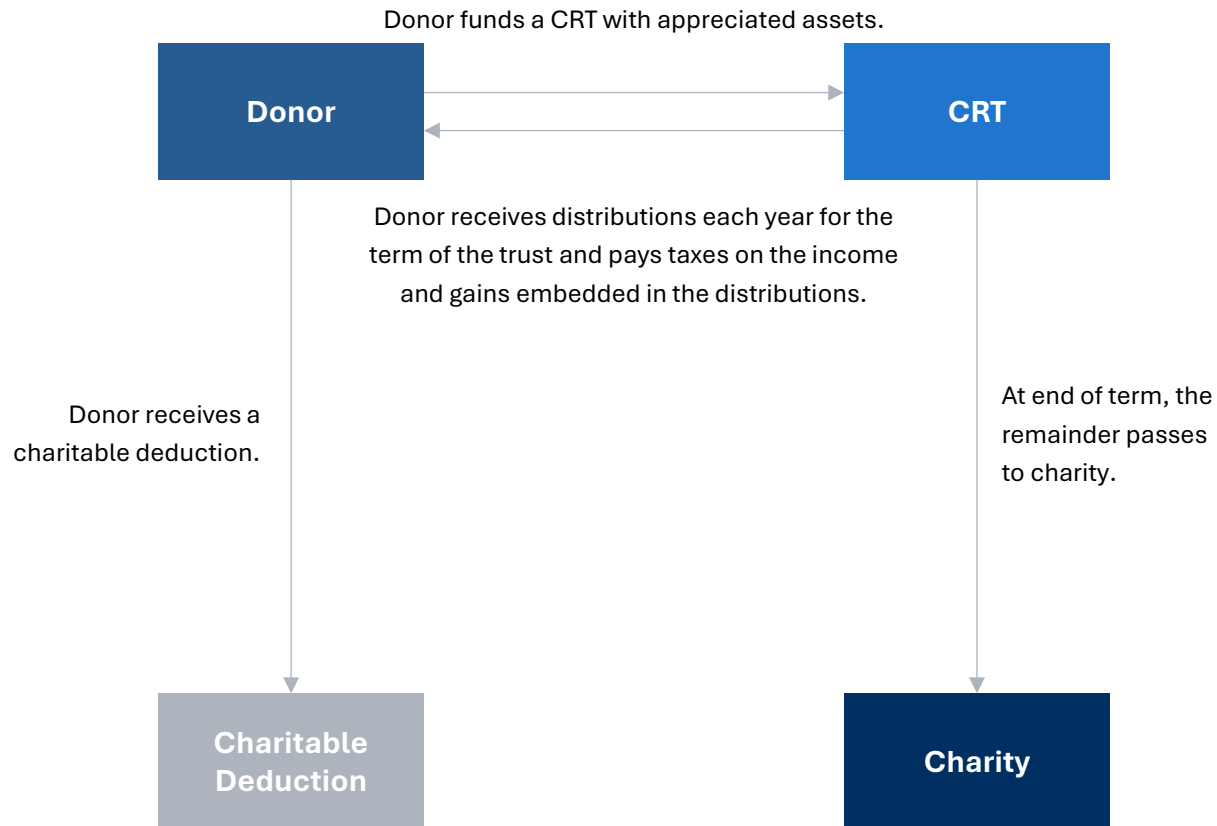 Donor funds a CRT with appreciated assets.
Donor
CRT
Donor receives distributions each year for the
term of the trust and pays taxes on the income
and gains embedded in the distributions.
Donor receives a
charitable deduction.
At end of term, the
remainder passes
to charity.
Charitable
Deduction
Charity